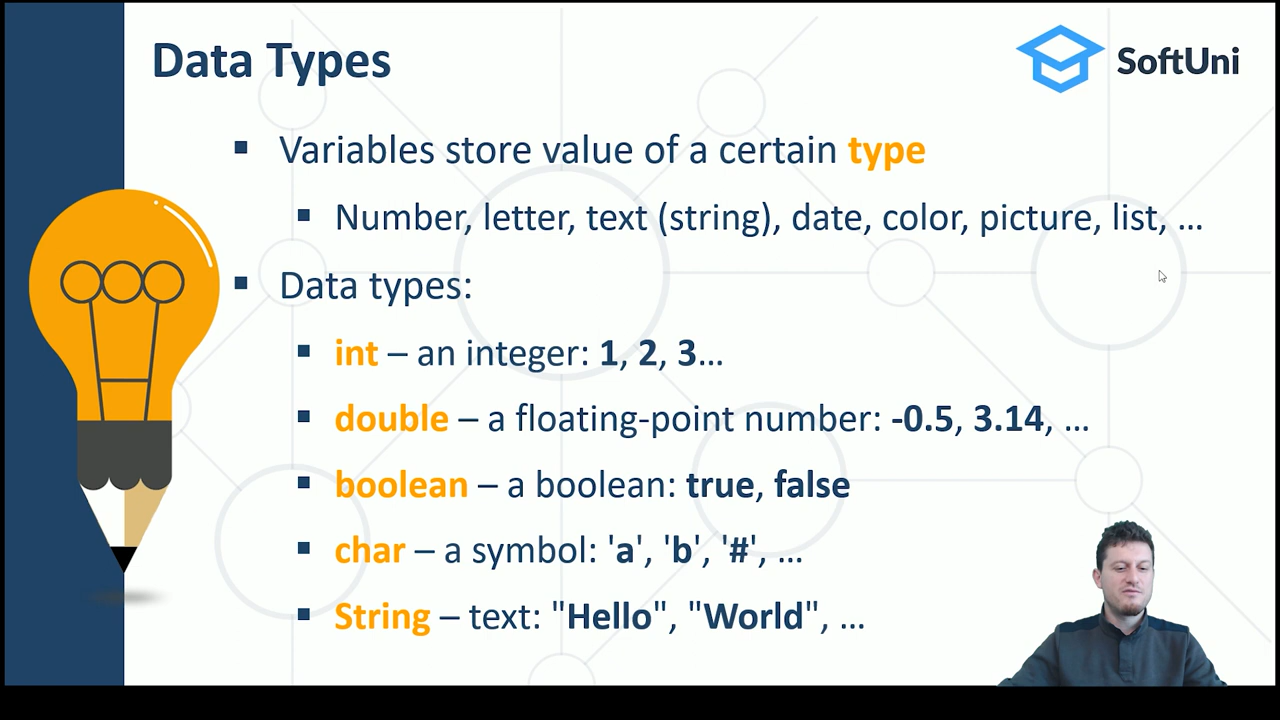 Data Types
SoftUni
▪ Variables store value of a certain type
▪ Number, letter, text (string), date, color, picture, list, …
▪ Data types:
▪ int – an integer: 1, 2, 3…
▪ double – a floating-point number: -0.5, 3.14, …
▪ boolean – a boolean: true, false
▪ char – a symbol: 'a', 'b', '#', …
▪ String – text: "Hello", "World", …